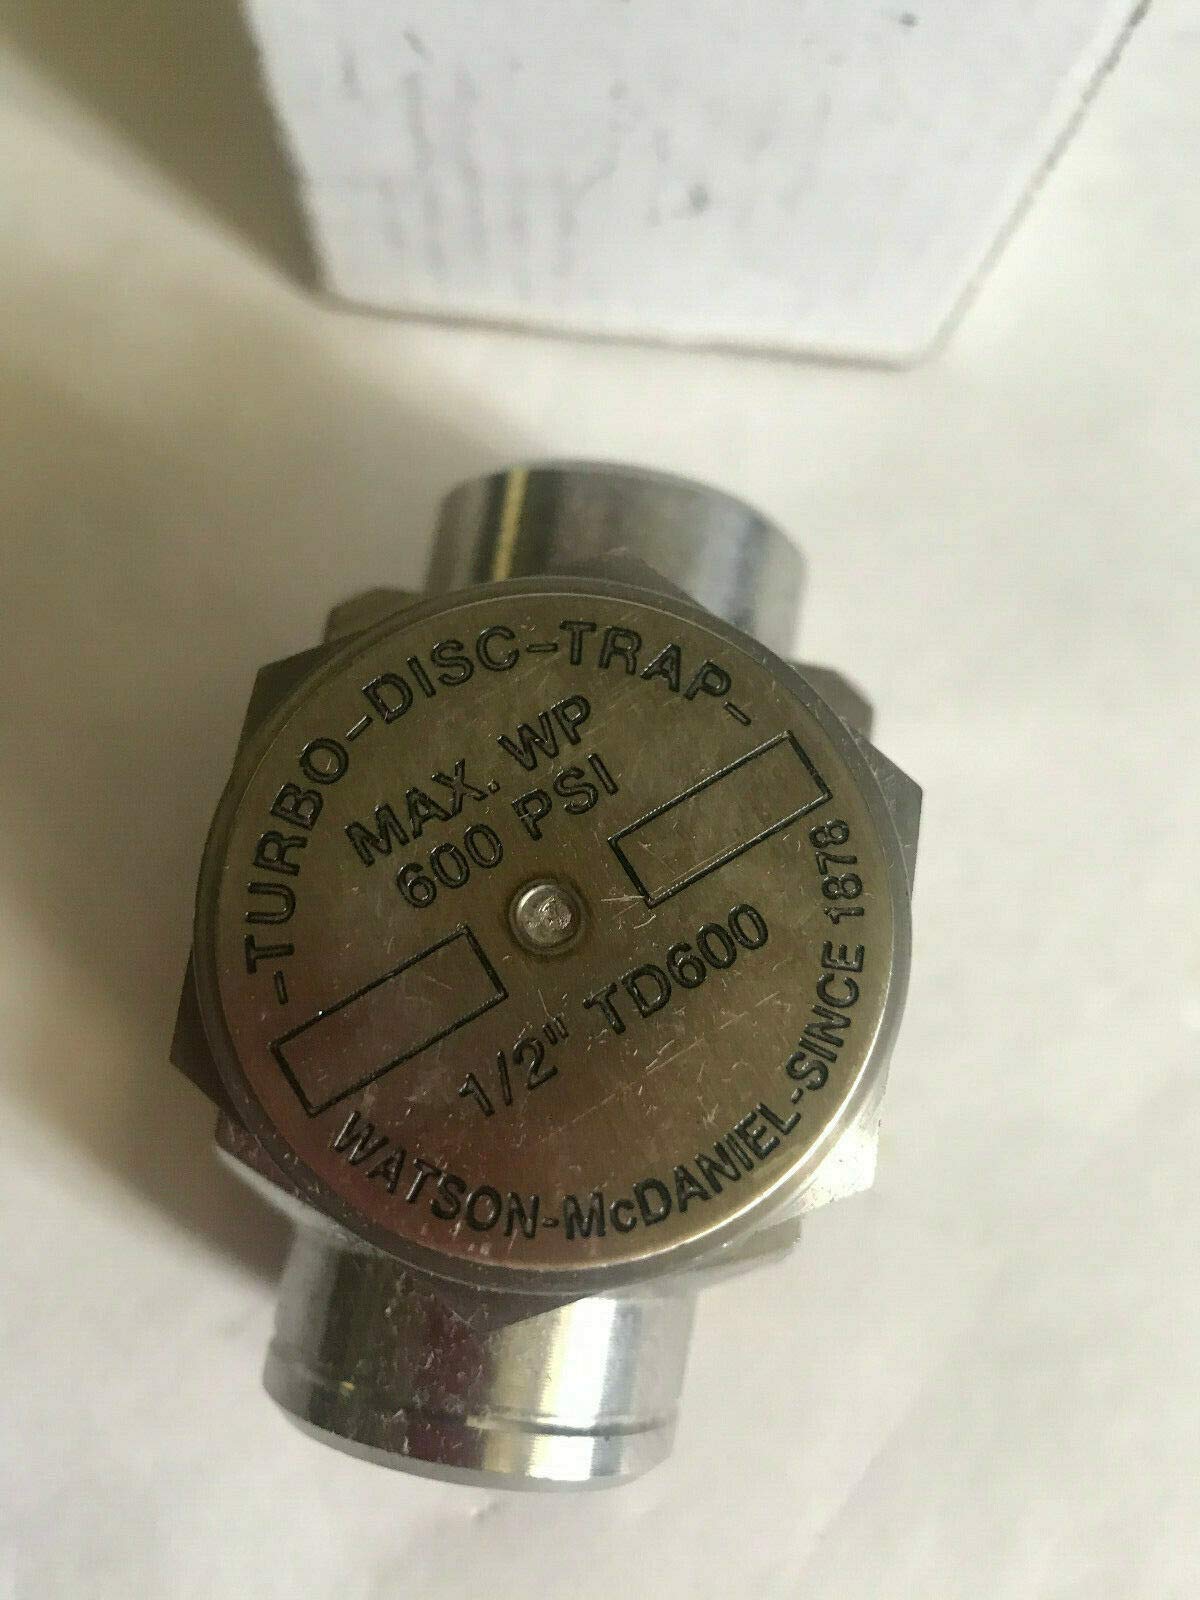 -TURBO-DISC-TRAP-
MAX. WP
600 PSI
1/2" TD600
WATSON-McDANIEL-SINCE 1878